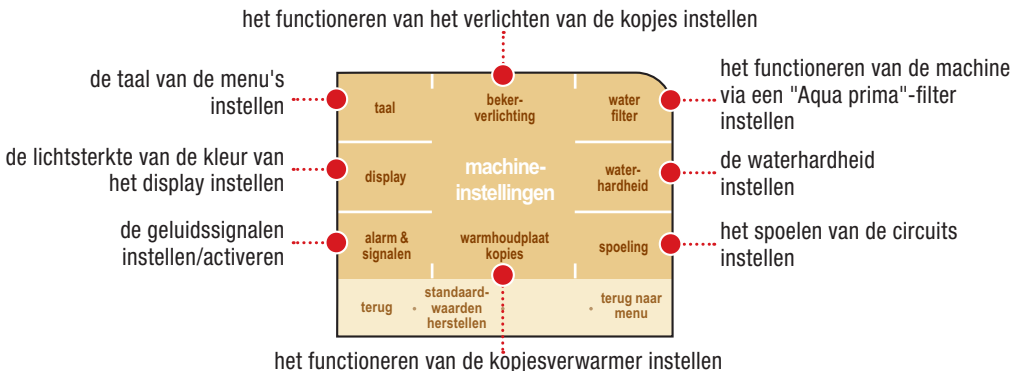 het functioneren van het verlichten van de kopjes instellen
de taal van de menu's
instellen
taal
beker-
verlichting
water
filter
het functioneren van de machine
via een "Aqua prima"-filter
instellen
de lichtsterkte van de kleur van
het display instellen
display
machine-
instellingen
water-
hardheid
de waterhardheid
instellen
de geluidssignalen
instellen/activeren
alarm &
signalen
warmhoudplaat
kopies
spoeling
het spoelen van de circuits
instellen
terug
standaard-
waarden
herstellen
terug naar
menu
het functioneren van de kopjesverwarmer instellen